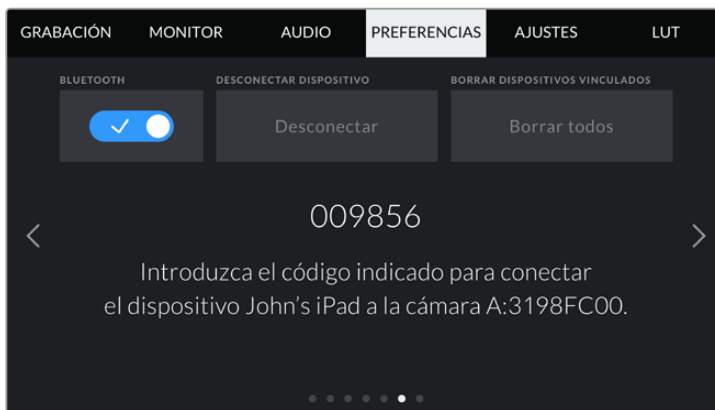 GRABACIÓN MONITOR AUDIO PREFERENCIAS AJUSTES LUT
BLUETOOTH DESCONECTAR DISPOSITIVO BORRAR DISPOSITIVOS VINCULADOS
Desconectar Borrar todos
009856
Introduzca el código indicado para conectar
el dispositivo John’s iPad a la cámara A:3198FC00.